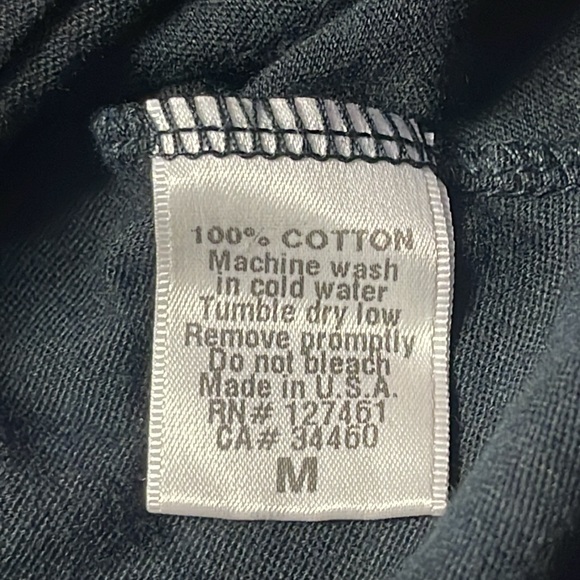 100% COTTON
Machine wash
in cold water
Tumble dry low
Remove promptly
Do not bleach
Made in U.S.A.
RN# 127461
CA# 34460
M